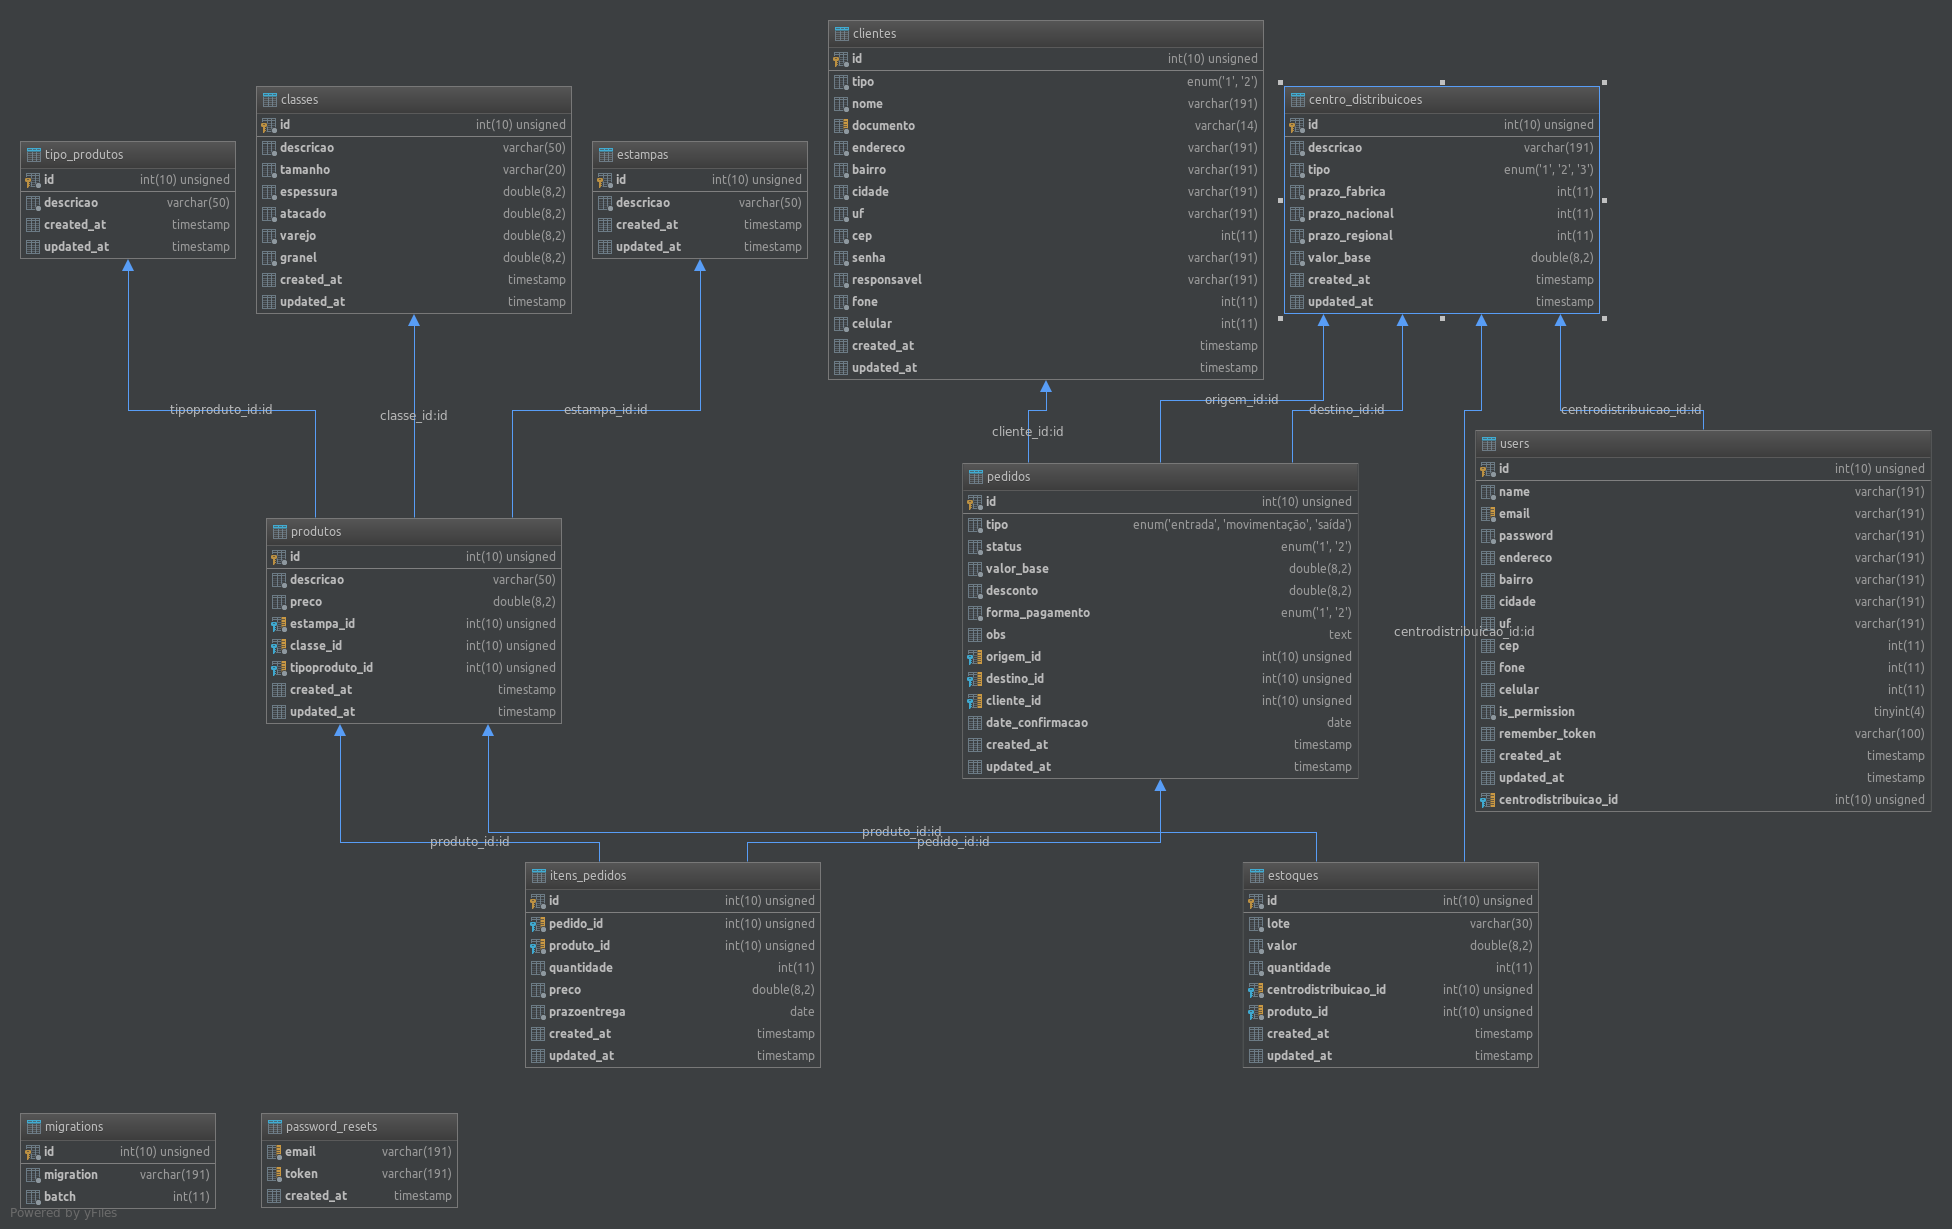 clientes
id int(10) unsigned
tipo enum('1', '2')
nome varchar(191)
documento varchar(14)
endereco varchar(191)
bairro varchar(191)
cidade varchar(191)
uf varchar(191)
cep int(11)
senha varchar(191)
responsavel varchar(191)
fone int(11)
celular int(11)
created_at timestamp
updated_at timestamp
classes
id int(10) unsigned
descricao varchar(50)
tamanho varchar(20)
espessura double(8,2)
atacado double(8,2)
varejo double(8,2)
granel double(8,2)
created_at timestamp
updated_at timestamp
centro_distribuicoes
id int(10) unsigned
descricao varchar(191)
tipo enum('1', '2', '3')
prazo_fabrica int(11)
prazo_nacional int(11)
prazo_regional int(11)
valor_base double(8,2)
created_at timestamp
updated_at timestamp
tipo_produtos
id int(10) unsigned
descricao varchar(50)
created_at timestamp
updated_at timestamp
estampas
id int(10) unsigned
descricao varchar(50)
created_at timestamp
updated_at timestamp
tipoproduto_id:id
classe_id:id
estampa_id:id
cliente_id:id
origem_id:id
destino_id:id
centrodistribuicao_id:id
users
id int(10) unsigned
name varchar(191)
email varchar(191)
password varchar(191)
endereco varchar(191)
bairro varchar(191)
cidade varchar(191)
uf varchar(191)
cep int(11)
fone int(11)
celular int(11)
is_permission tinyint(4)
remember_token varchar(100)
created_at timestamp
updated_at timestamp
centrodistribuicao_id int(10) unsigned
centrodistribuicao_id:id
pedidos
id int(10) unsigned
tipo enum('entrada', 'movimentação', 'saída')
status enum('1', '2')
valor_base double(8,2)
desconto double(8,2)
forma_pagamento enum('1', '2')
obs text
origem_id int(10) unsigned
destino_id int(10) unsigned
cliente_id int(10) unsigned
date_confirmacao date
created_at timestamp
updated_at timestamp
produtos
id int(10) unsigned
descricao varchar(50)
preco double(8,2)
estampa_id int(10) unsigned
classe_id int(10) unsigned
tipoproduto_id int(10) unsigned
created_at timestamp
updated_at timestamp
produto_id:id
produto_id:id
pedido_id:id
itens_pedidos
id int(10) unsigned
pedido_id int(10) unsigned
produto_id int(10) unsigned
quantidade int(11)
preco double(8,2)
prazoentrega date
created_at timestamp
updated_at timestamp
estoques
id int(10) unsigned
lote varchar(30)
valor double(8,2)
quantidade int(11)
centrodistribuicao_id int(10) unsigned
produto_id int(10) unsigned
created_at timestamp
updated_at timestamp
migrations
id int(10) unsigned
migration varchar(191)
batch int(11)
password_resets
email varchar(191)
token varchar(191)
created_at timestamp
Powered by yFiles